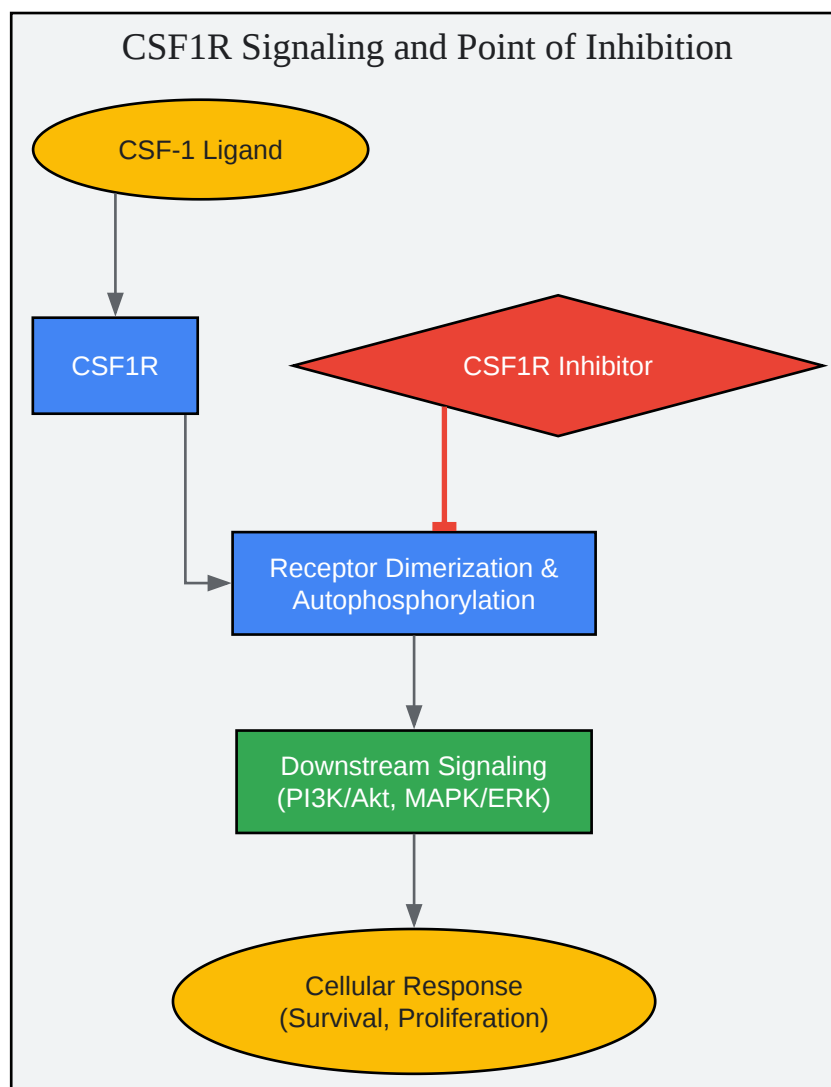 CSF1R Signaling and Point of Inhibition
CSF-1 Ligand
CSF1R
CSF1R Inhibitor
Receptor Dimerization &
Autophosphorylation
Downstream Signaling
(PI3K/Akt, MAPK/ERK)
Cellular Response
(Survival, Proliferation)